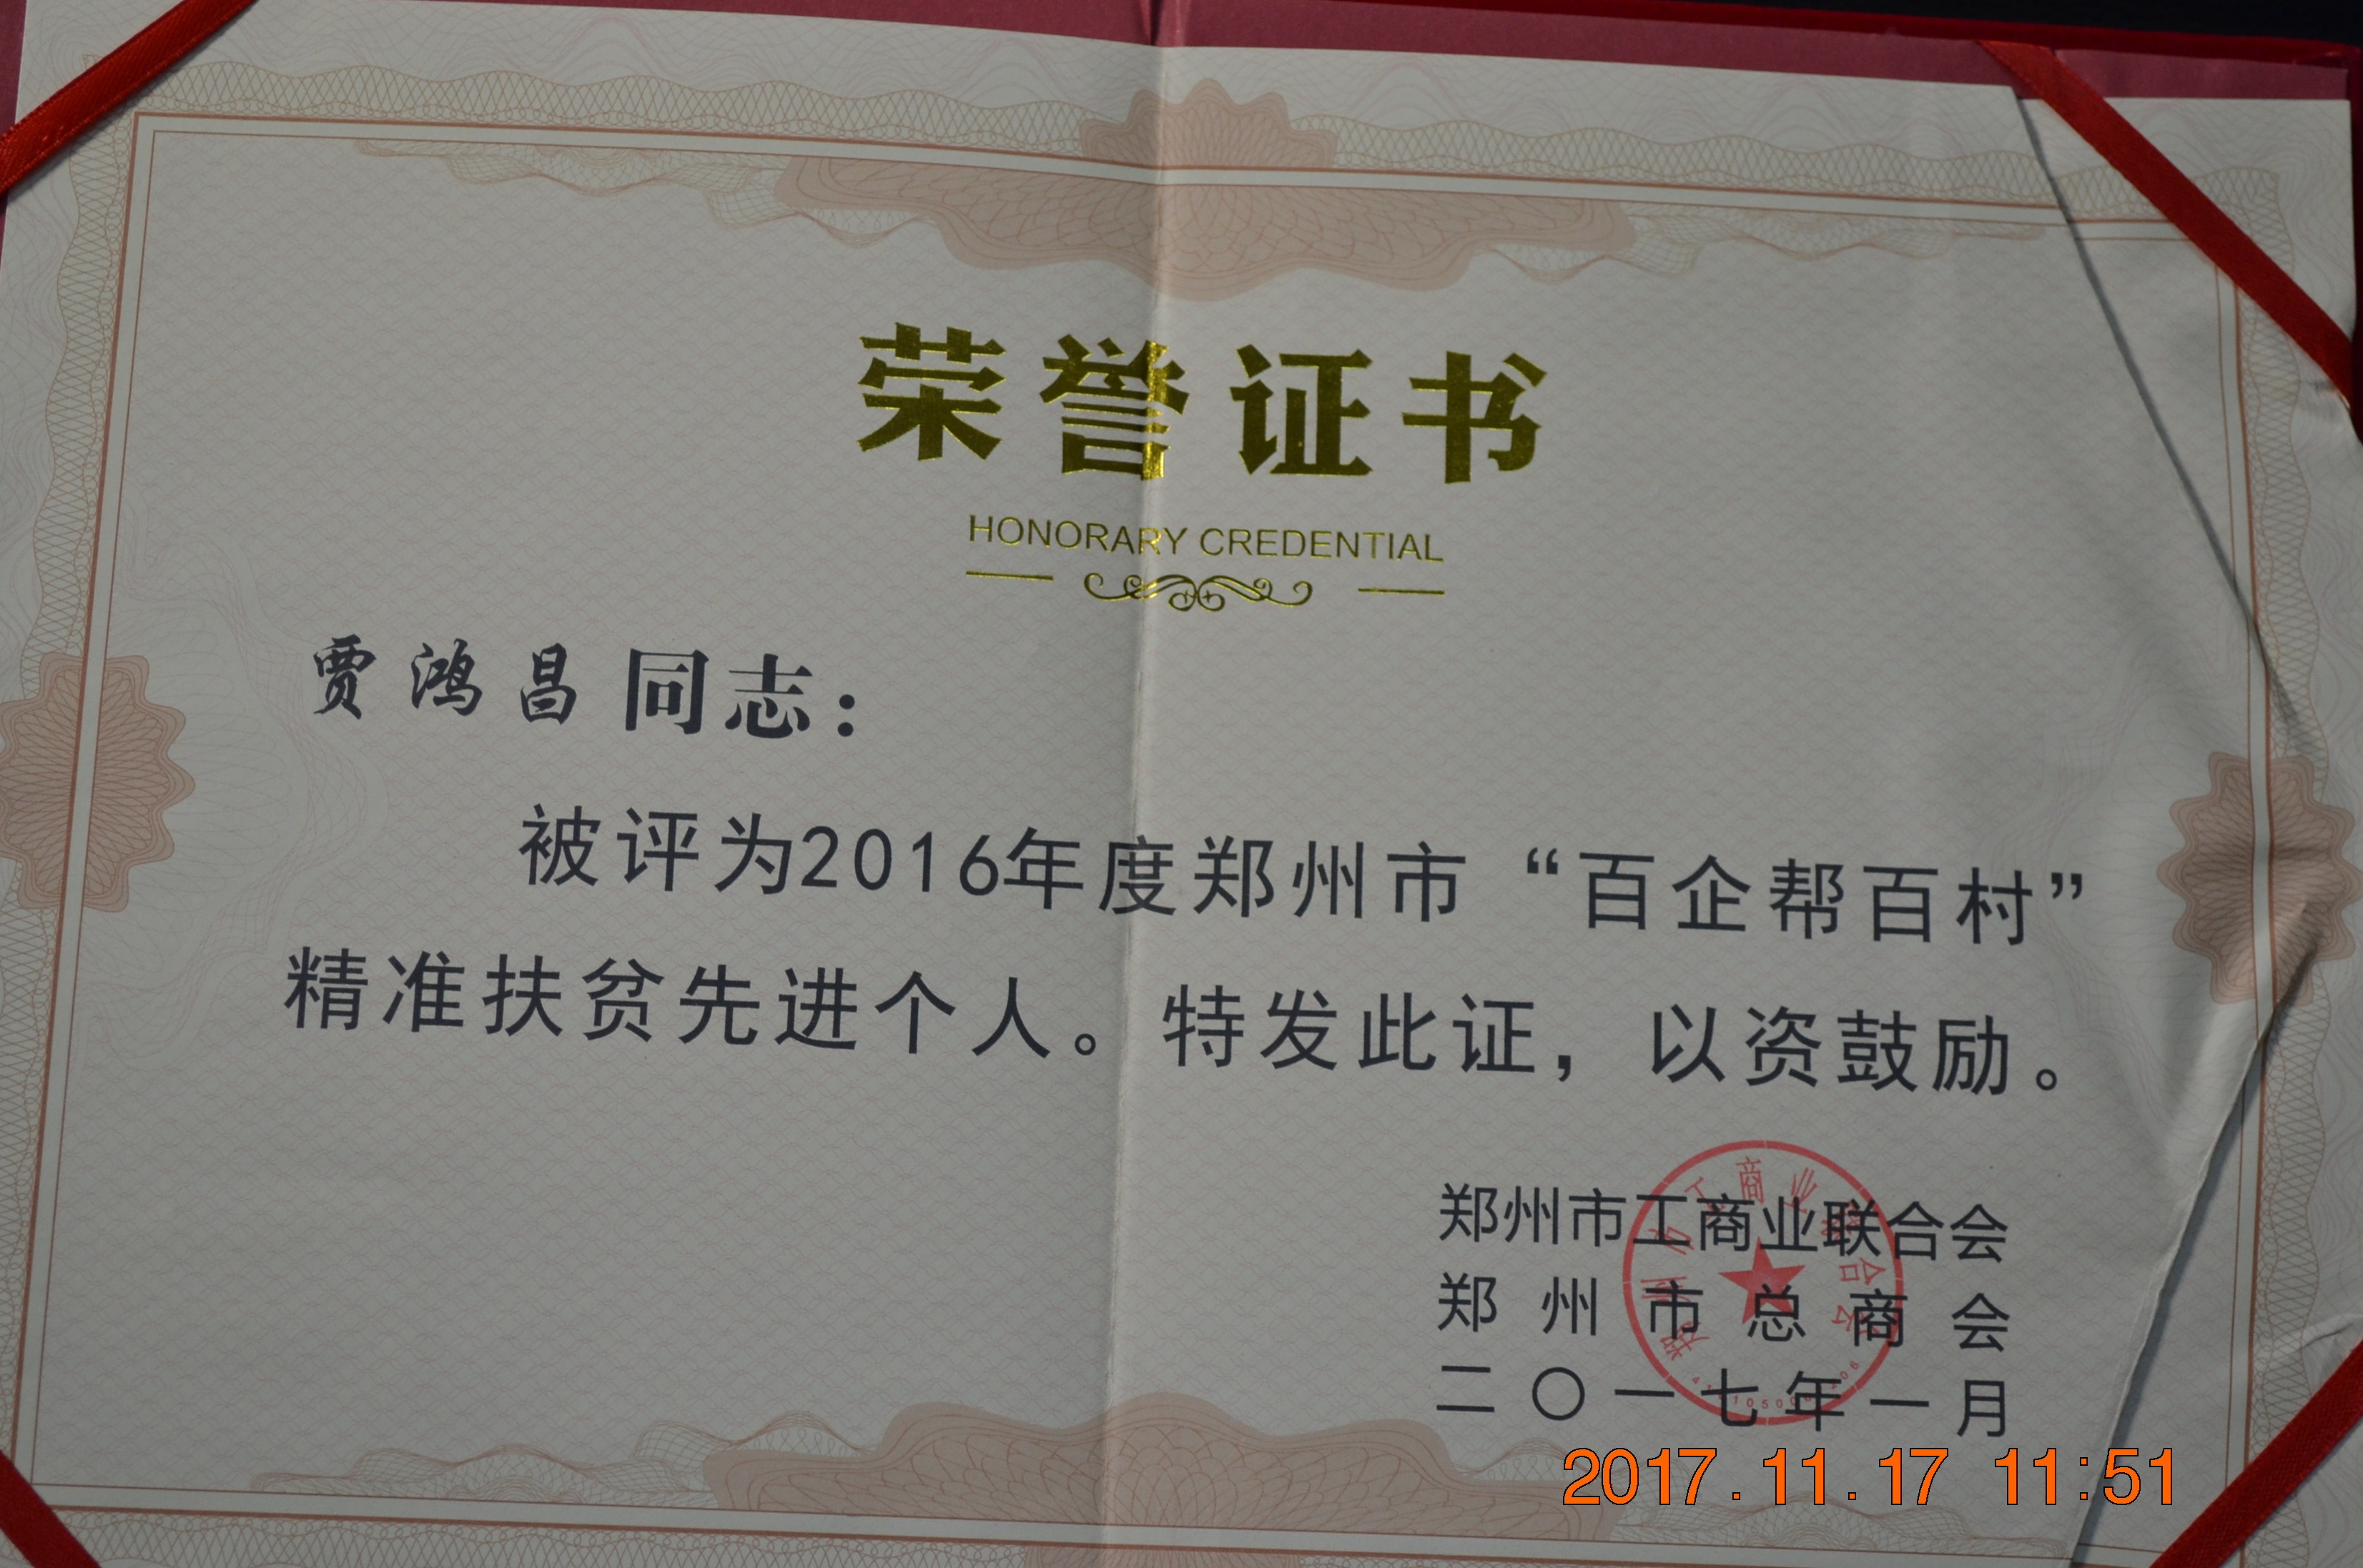 荣誉证书
HONORARY CREDENTIAL
贾鸿昌同志：
被评为2016年度郑州市“百企帮百村”
精准扶贫先进个人。特发此证，以资鼓励。
郑州市工商业联合会
郑州市总商会
二〇一七年一月
2017.11.17 11:51